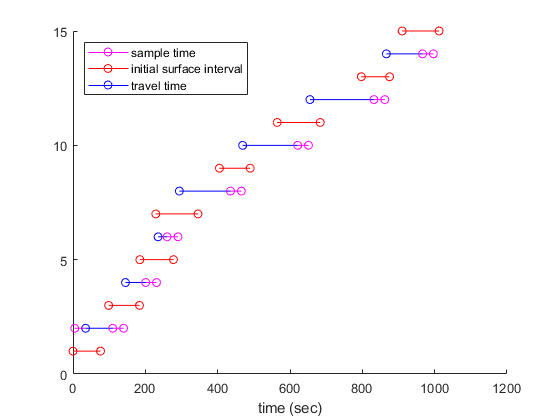 15
sample time
initial surface interval
travel time
10
5
0
0 200 400 600 800 1000 1200
time (sec)